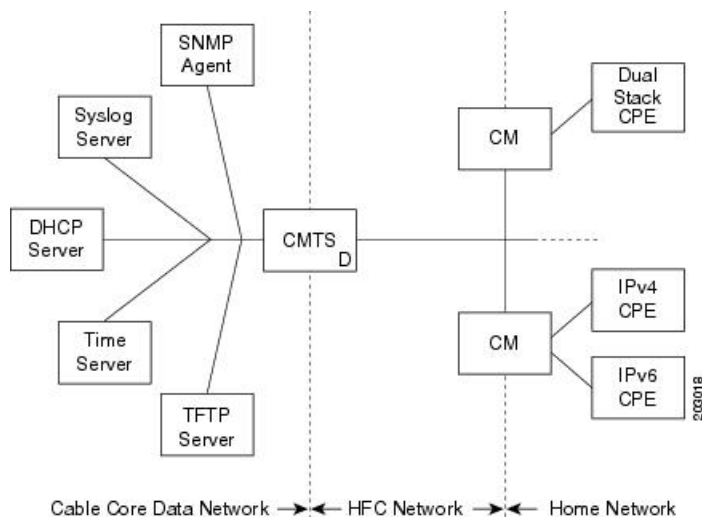 SNMP
Agent
Syslog
Server
DHCP
Server
Time
Server
TFTP
Server
CMTS
D
CM
CM
Dual
Stack
CPE
IPv4
CPE
IPv6
CPE
203018
Cable Core Data Network
HFC Network
Home Network